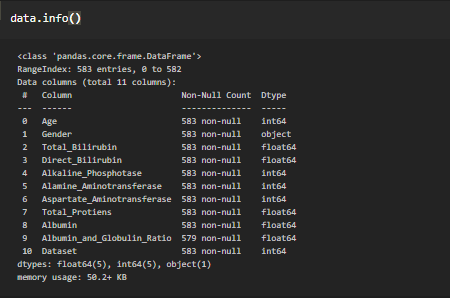 data.info()
<class 'pandas.core.frame.DataFrame'>
RangeIndex: 583 entries, 0 to 582
Data columns (total 11 columns):
 #   Column                      Non-Null Count  Dtype
---  ------                      --------------  -----
 0   Age                         583 non-null    int64
 1   Gender                      583 non-null    object
 2   Total_Bilirubin             583 non-null    float64
 3   Direct_Bilirubin            583 non-null    float64
 4   Alkaline_Phosphotase        583 non-null    int64
 5   Alamine_Aminotransferase    583 non-null    int64
 6   Aspartate_Aminotransferase  583 non-null    int64
 7   Total_Protiens              583 non-null    float64
 8   Albumin                     583 non-null    float64
 9   Albumin_and_Globulin_Ratio  579 non-null    float64
 10  Dataset                     583 non-null    int64
dtypes: float64(5), int64(5), object(1)
memory usage: 50.2+ KB